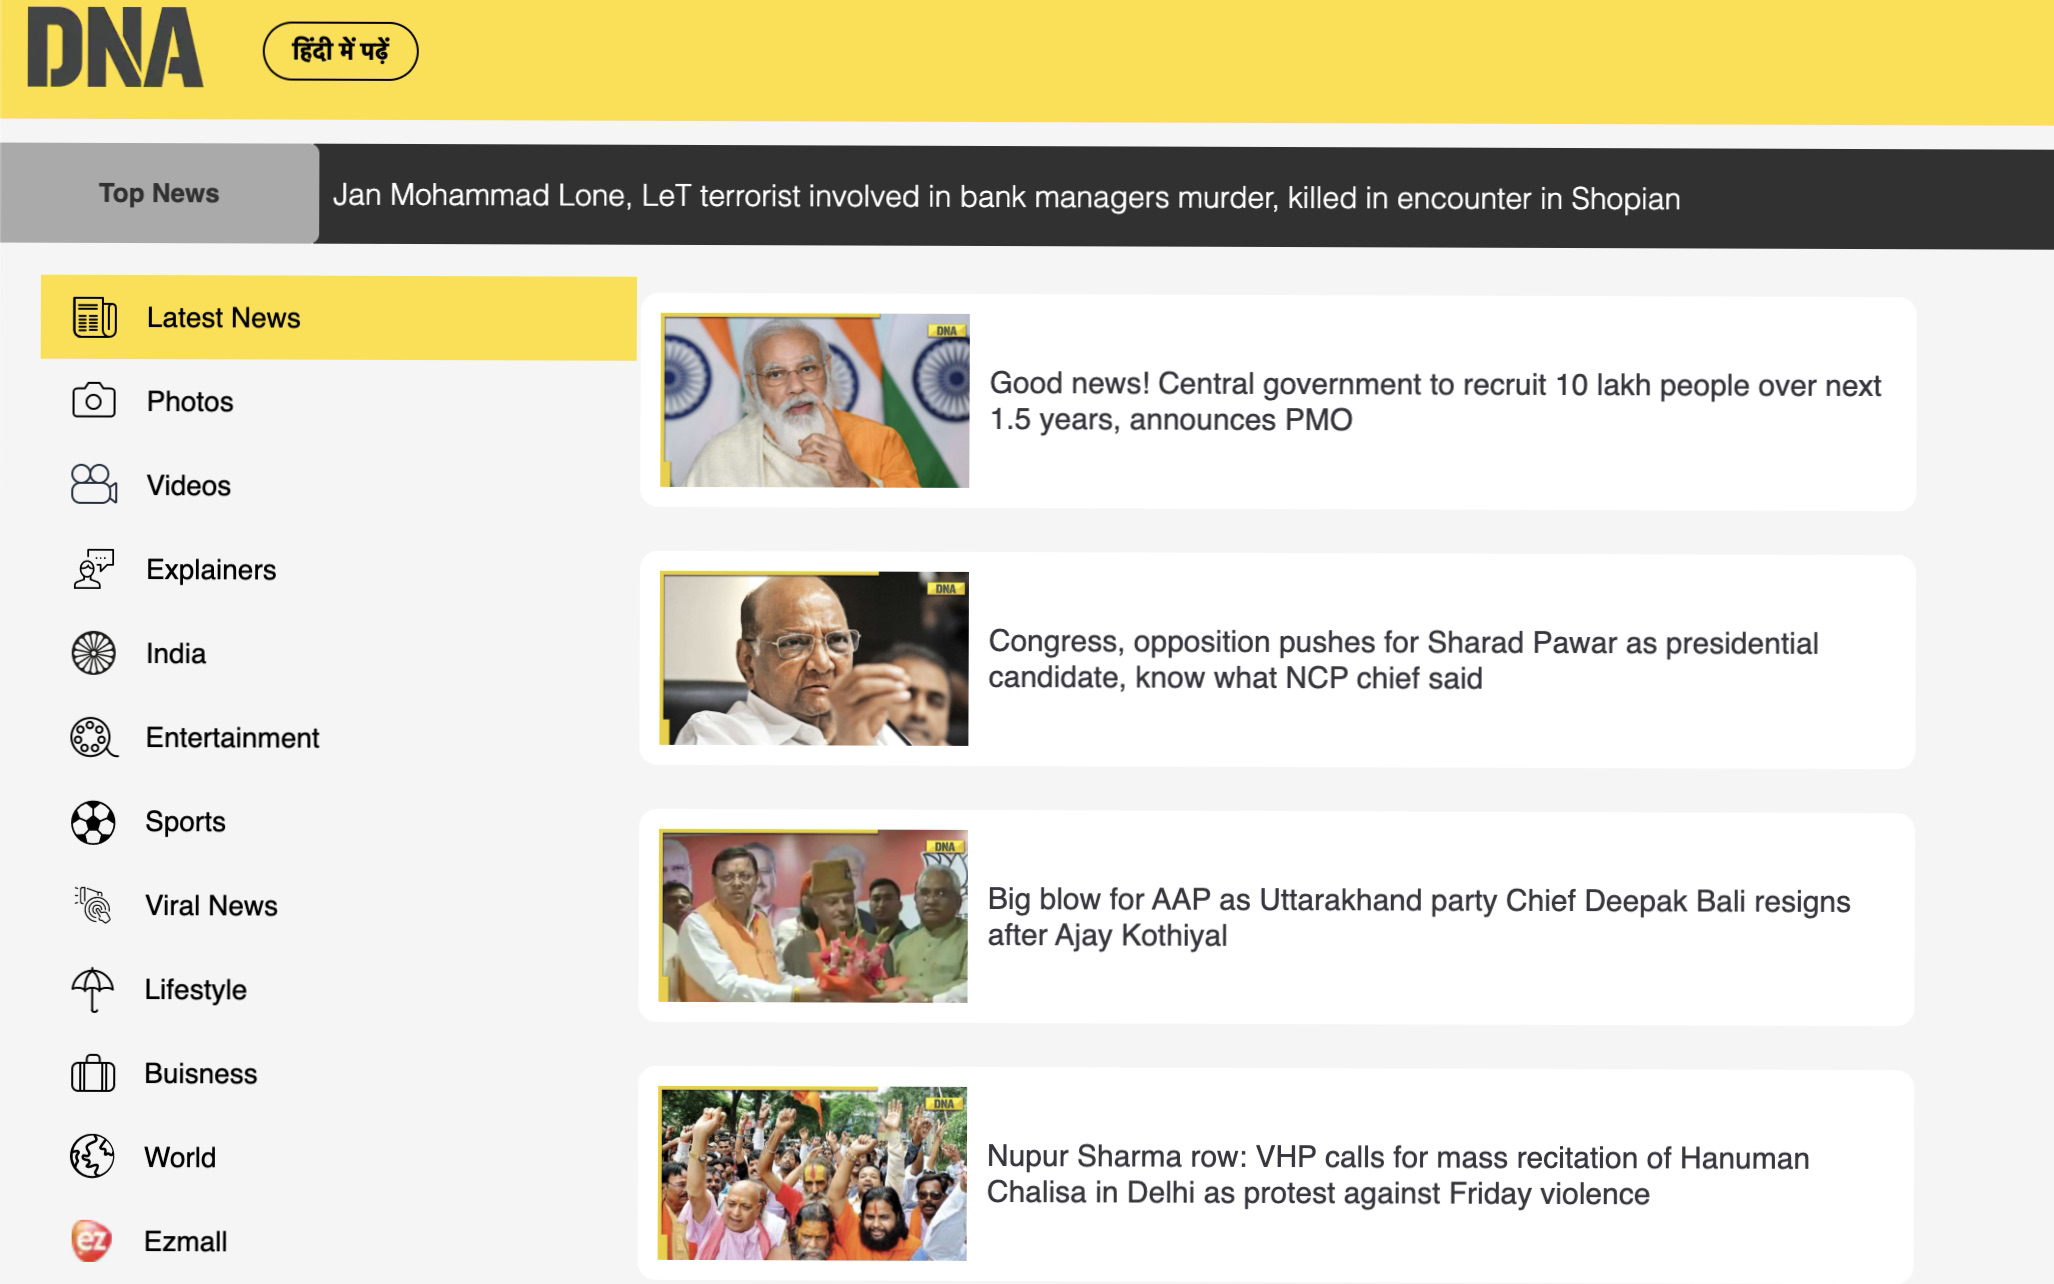 DNA
हिंदी में पढ़ें
Top News
Jan Mohammad Lone, LeT terrorist involved in bank managers murder, killed in encounter in Shopian
Latest News
Photos
Videos
Explainers
India
Entertainment
Sports
Viral News
Lifestyle
Buisness
World
ez
Ezmall
DNA
Good news! Central government to recruit 10 lakh people over next
1.5 years, announces PMO
DNA
Congress, opposition pushes for Sharad Pawar as presidential
candidate, know what NCP chief said
DNA
Big blow for AAP as Uttarakhand party Chief Deepak Bali resigns
after Ajay Kothiyal
DNA
Nupur Sharma row: VHP calls for mass recitation of Hanuman
Chalisa in Delhi as protest against Friday violence